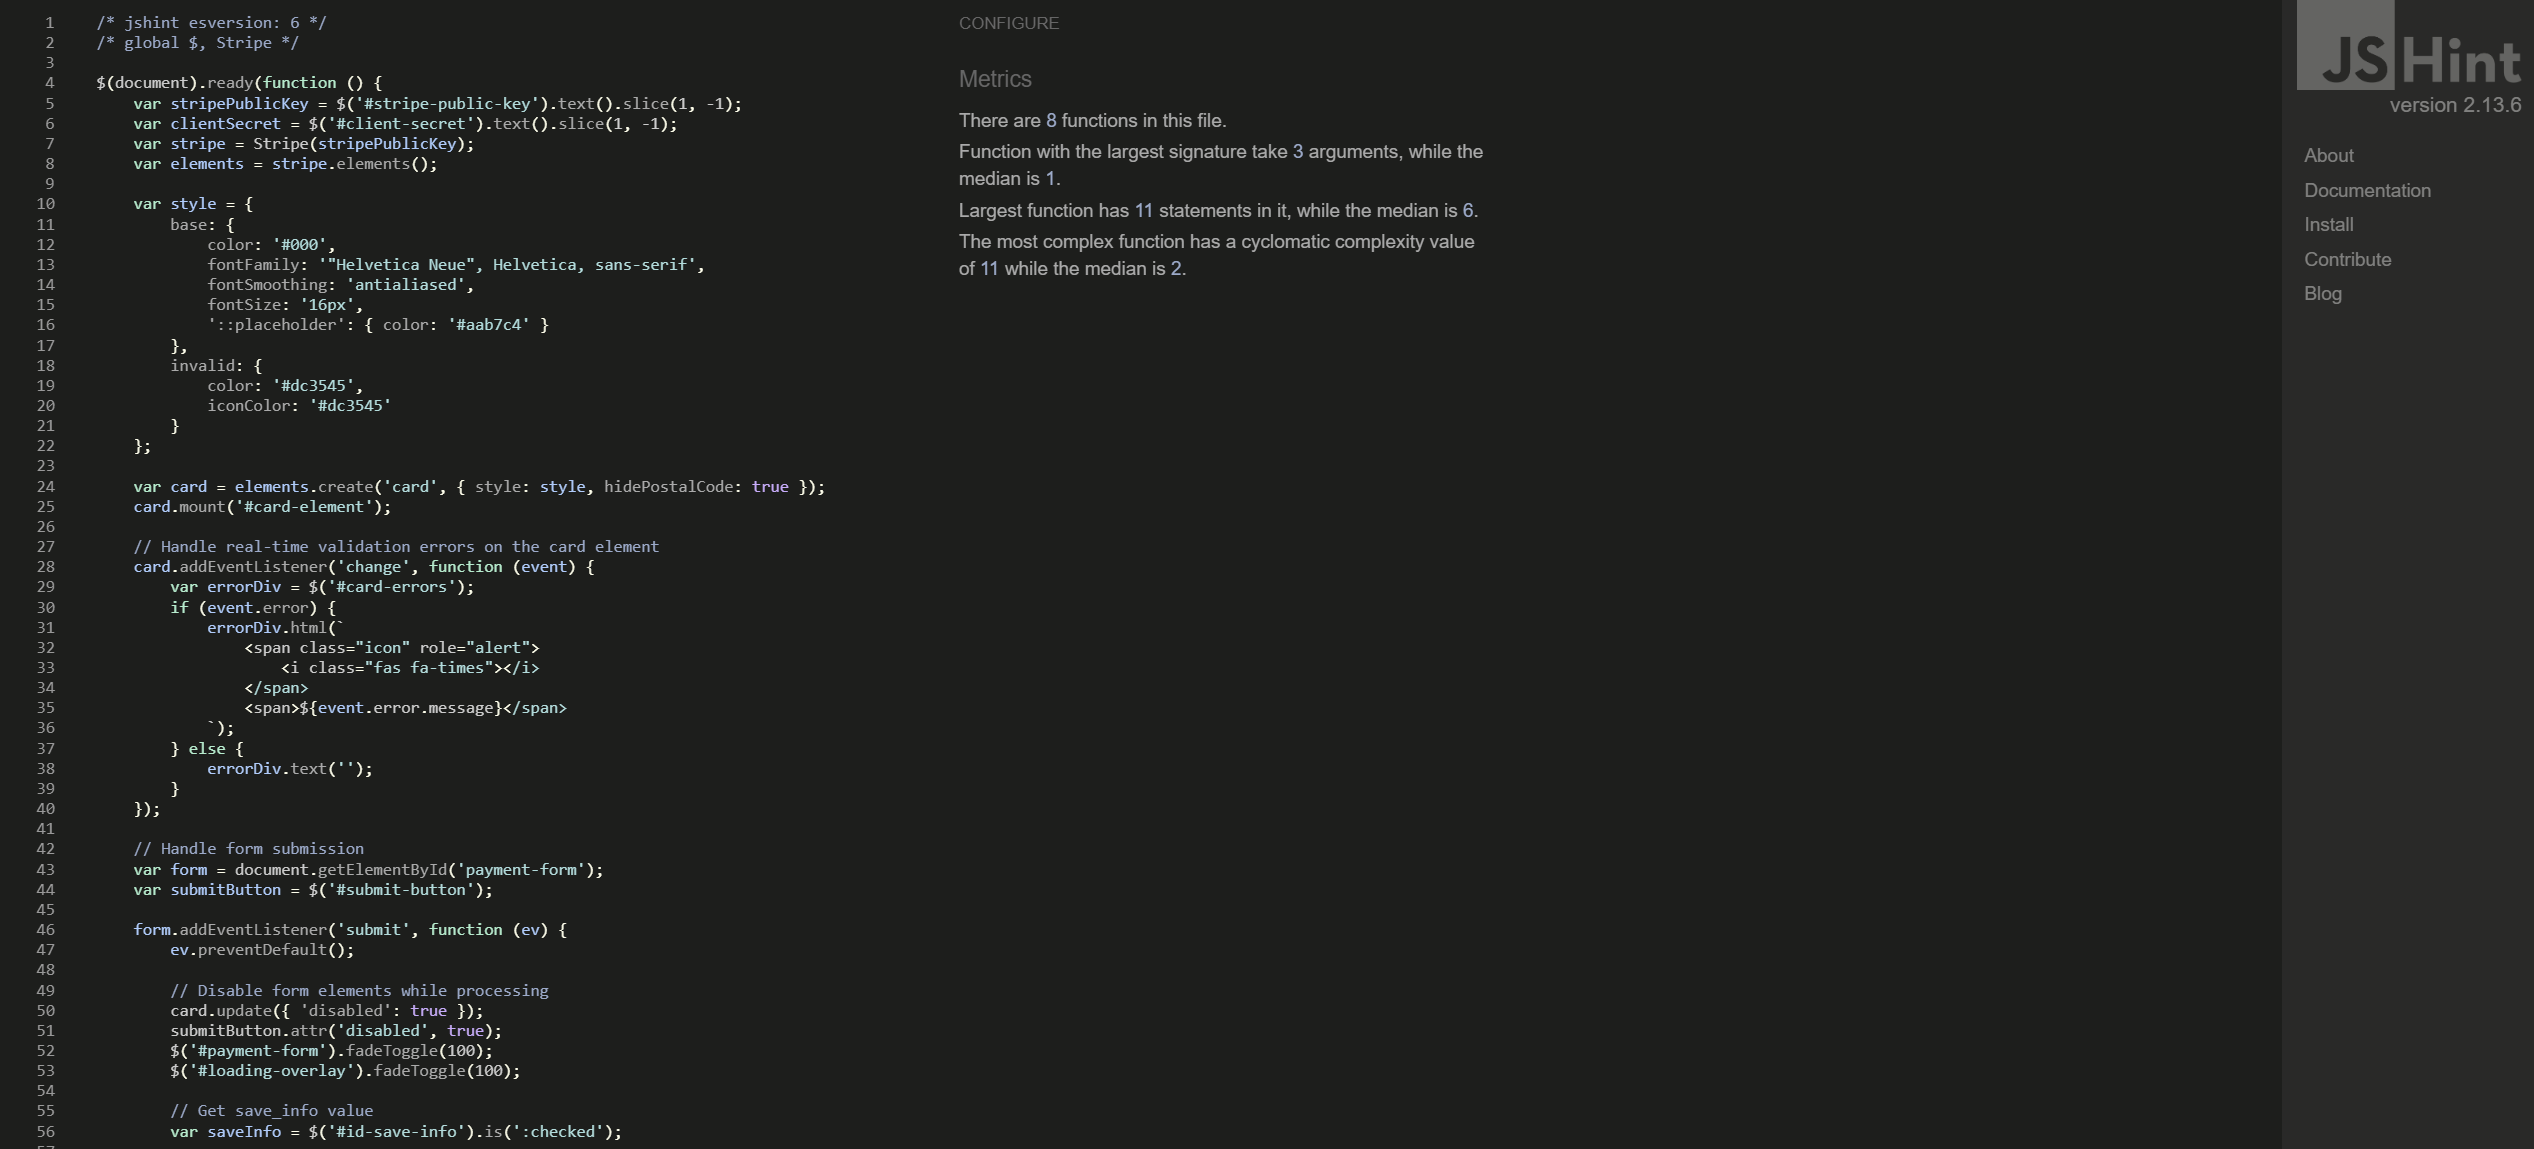 1 /* jshint esversion: 6 */
2 /* global $, Stripe */
3
4 $(document).ready(function () {
5     var stripePublicKey = $('#stripe-public-key').text().slice(1, -1);
6     var clientSecret = $('#client-secret').text().slice(1, -1);
7     var stripe = Stripe(stripePublicKey);
8     var elements = stripe.elements();
9
10     var style = {
11         base: {
12             color: '#000',
13             fontFamily: '"Helvetica Neue", Helvetica, sans-serif',
14             fontSmoothing: 'antialiased',
15             fontSize: '16px',
16             '::placeholder': { color: '#aab7c4' }
17         },
18         invalid: {
19             color: '#dc3545',
20             iconColor: '#dc3545'
21         }
22     };
23
24     var card = elements.create('card', { style: style, hidePostalCode: true });
25     card.mount('#card-element');
26
27     // Handle real-time validation errors on the card element
28     card.addEventListener('change', function (event) {
29         var errorDiv = $('#card-errors');
30         if (event.error) {
31             errorDiv.html(`
32                 <span class="icon" role="alert">
33                     <i class="fas fa-times"></i>
34                 </span>
35                 <span>${event.error.message}</span>
36             `);
37         } else {
38             errorDiv.text('');
39         }
40     });
41
42     // Handle form submission
43     var form = document.getElementById('payment-form');
44     var submitButton = $('#submit-button');
45
46     form.addEventListener('submit', function (ev) {
47         ev.preventDefault();
48
49         // Disable form elements while processing
50         card.update({ 'disabled': true });
51         submitButton.attr('disabled', true);
52         $('#payment-form').fadeToggle(100);
53         $('#loading-overlay').fadeToggle(100);
54
55         // Get save_info value
56         var saveInfo = $('#id-save-info').is(':checked');
CONFIGURE
Metrics
There are 8 functions in this file.
Function with the largest signature take 3 arguments, while the
median is 1.
Largest function has 11 statements in it, while the median is 6.
The most complex function has a cyclomatic complexity value
of 11 while the median is 2.
JSHint
version 2.13.6
About
Documentation
Install
Contribute
Blog